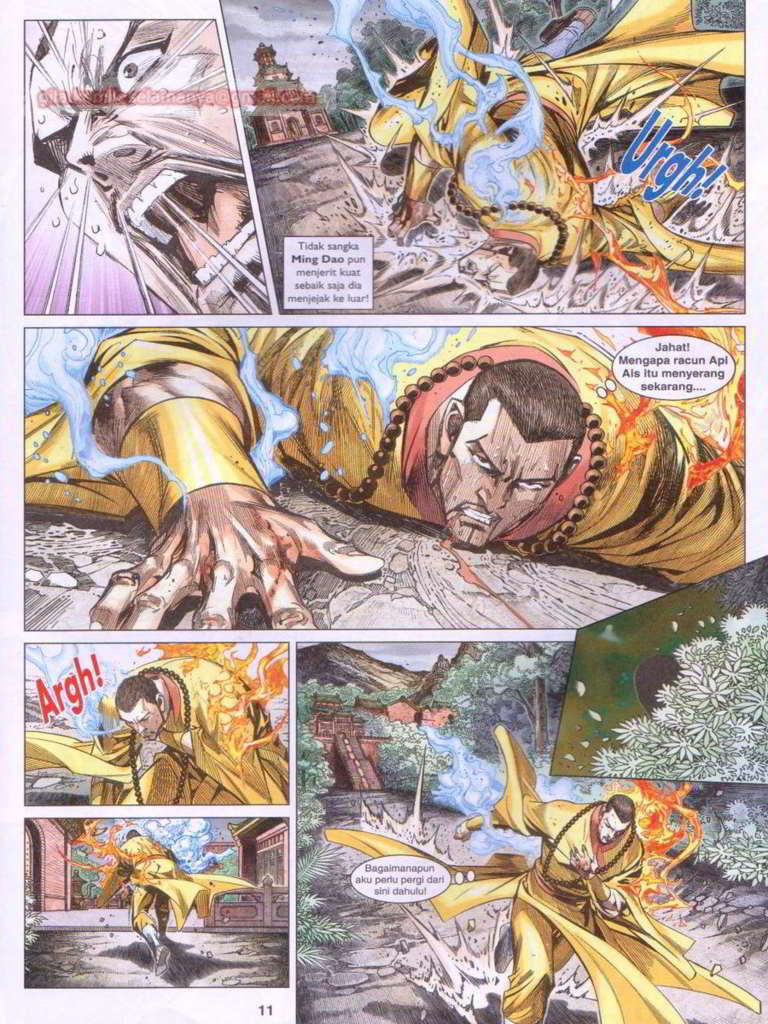 Urgh!
Tidak sangka
Ming Dao pun
menjerit kuat
sebaik saja dia
menjejak ke luar!
Jahat!
Mengapa racun Api
Ais itu menyerang
sekarang....
Argh!
Bagaimanapun
aku perlu pergi dari
sini dahulu!
11